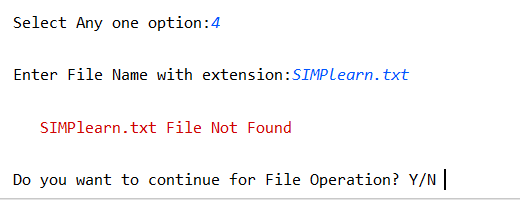 Select Any one option:4
Enter File Name with extension:SIMPlearn.txt
SIMPlearn.txt File Not Found
Do you want to continue for File Operation? Y/N